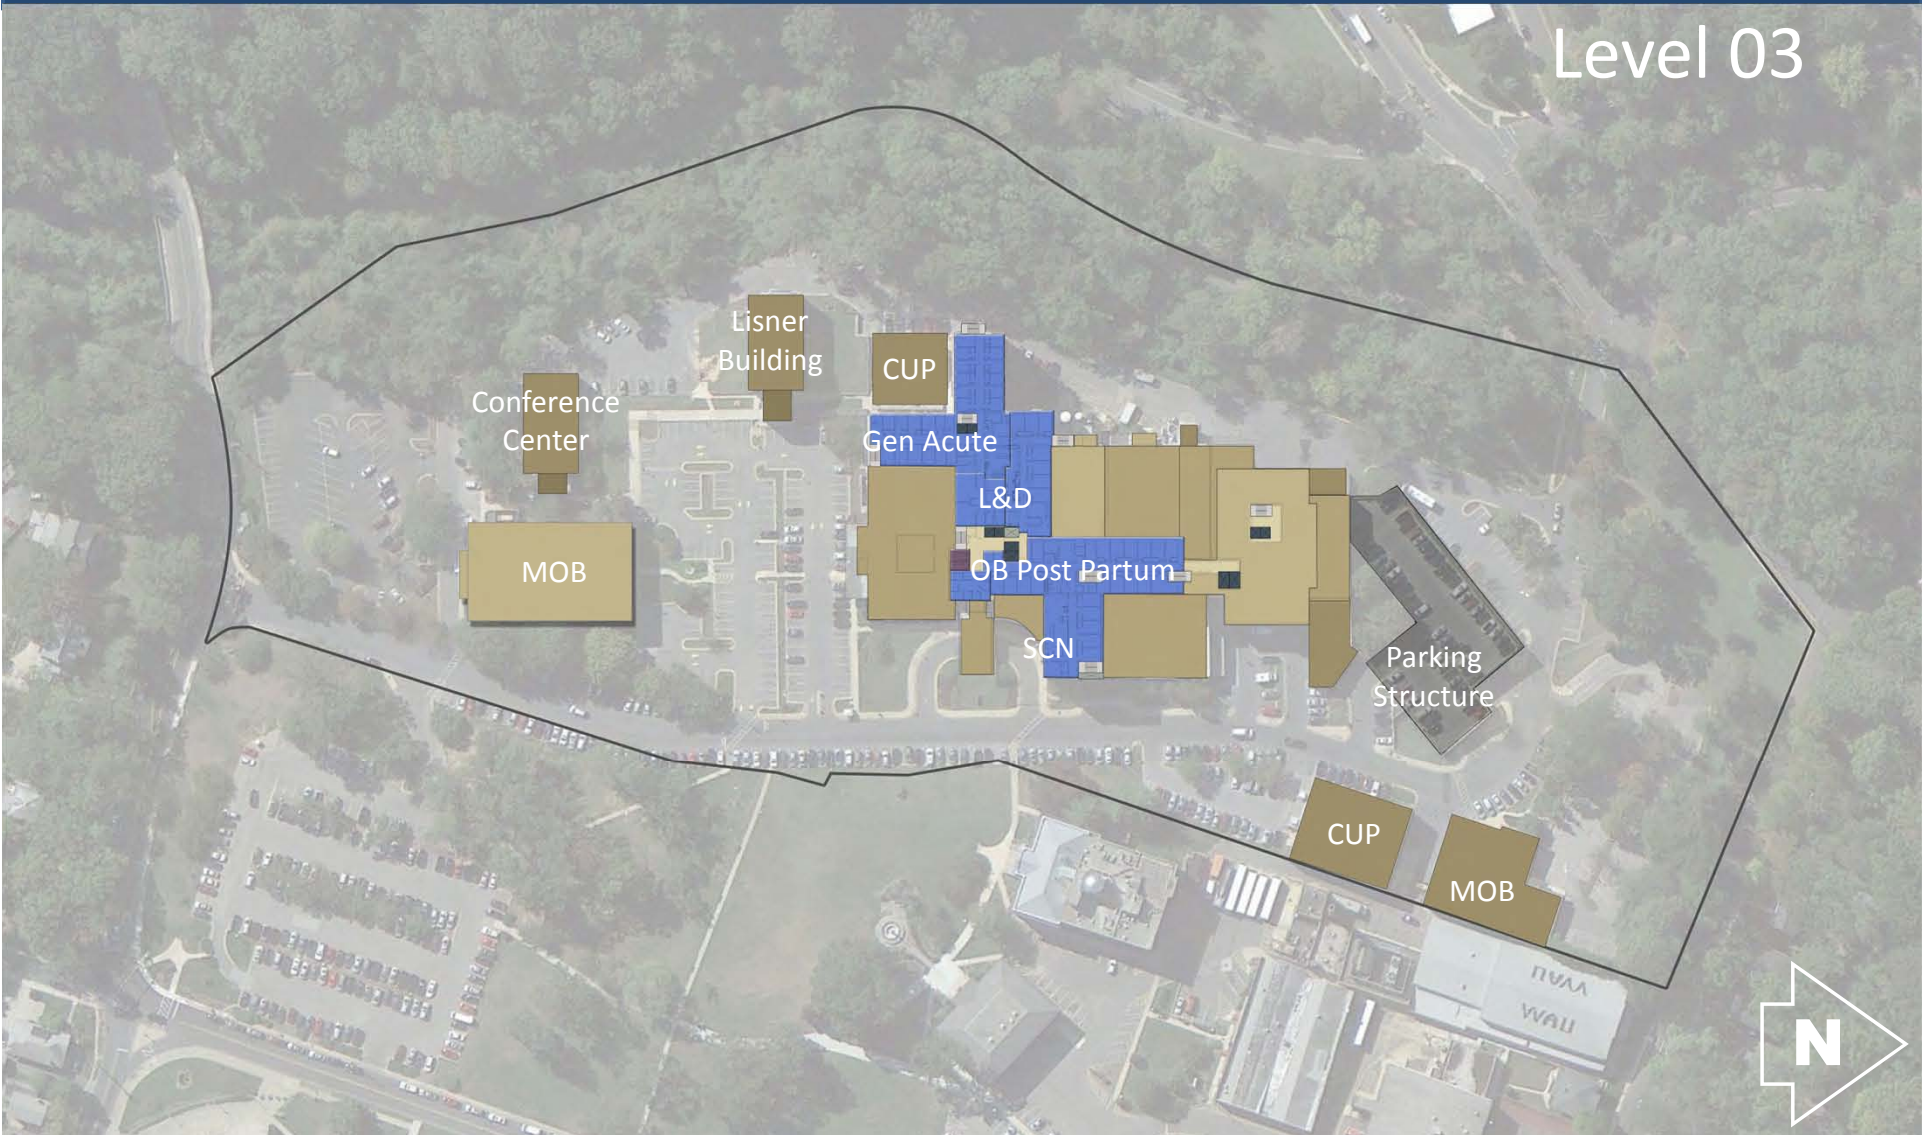 Level 03
Lisner
Building
CUP
Conference
Center
Gen Acute
L&D
MOB
OB Post Partum
SCN
Parking
Structure
CUP
MOB
N